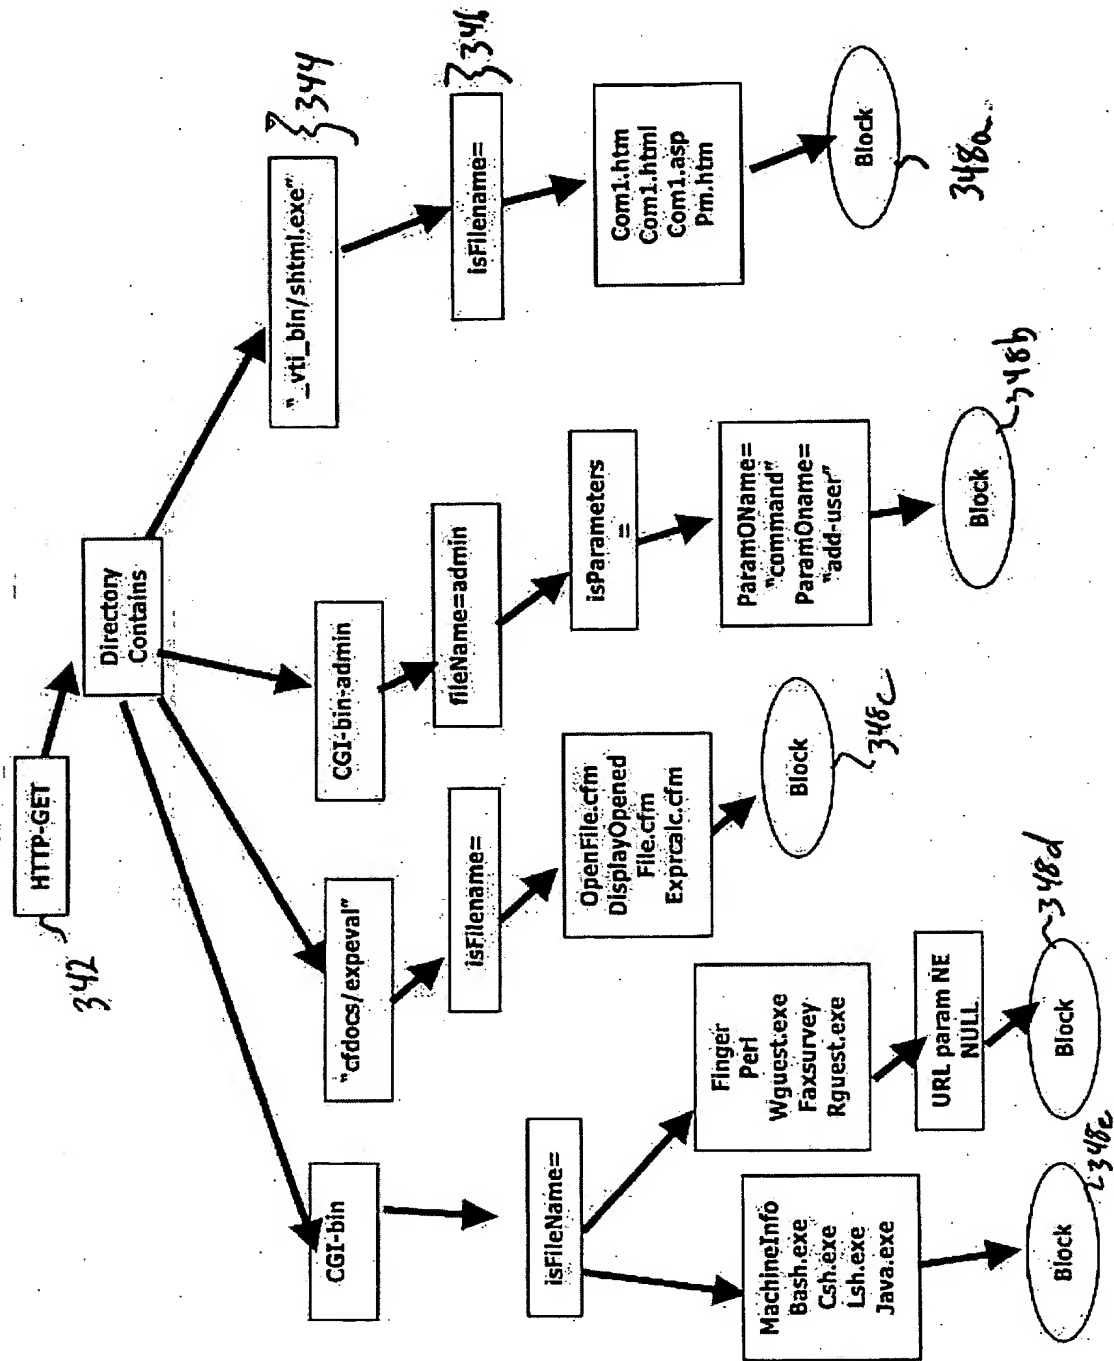 HTTP-GET
342
Directory
Contains
CGI-bin
"cfdocs/expeval"
CGI-bin-admin
"_vti_bin/shtml.exe"
344
isFileName=
isFilename=
fileName=admin
isFilename=
346
MachineInfo
Bash.exe
Csh.exe
Lsh.exe
Java.exe
Finger
Perl
Wguest.exe
Faxsurvey
Rguest.exe
OpenFile.cfm
DisplayOpened
File.cfm
Exprcalc.cfm
isParameters
=
Com1.htm
Com1.html
Com1.asp
Pm.htm
URL param NE
NULL
ParamOName=
"command"
ParamOname=
"add-user"
Block
348e
Block
348d
Block
348c
Block
348b
Block
348a